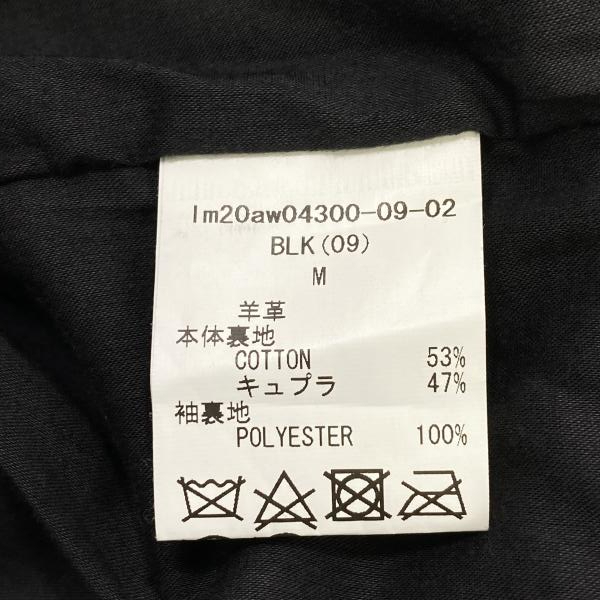 lm20aw04300-09-02
BLK(09)
M
羊革
本体裏地
COTTON 53%
キュプラ 47%
袖裏地
POLYESTER 100%